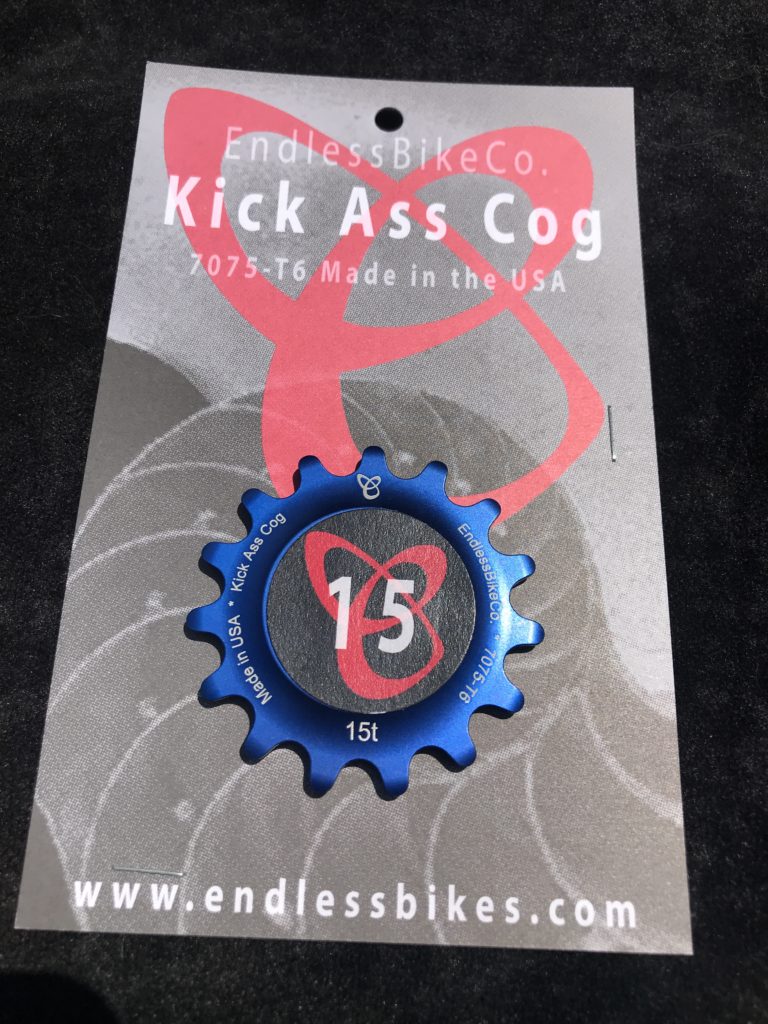 EndlessBikeCo.
Kick Ass Cog
7075-T6 Made in the USA
Made in USA * Kick Ass Cog
EndlessBikeCo. * 7075-T6
15
15t
www.endlessbikes.com